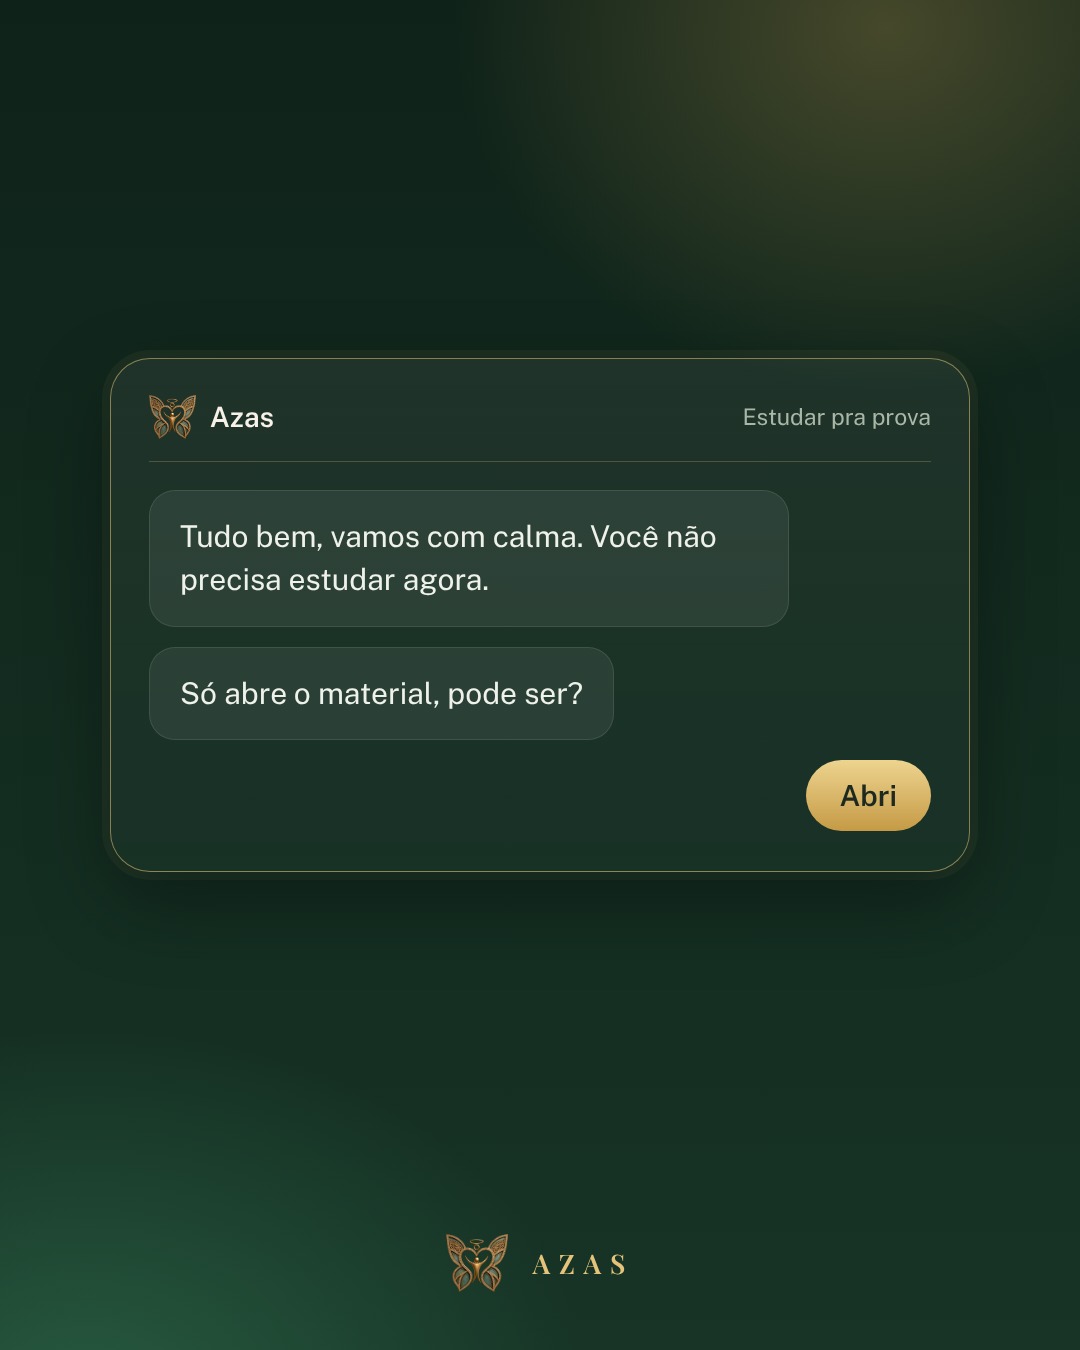 Azas
Estudar pra prova
Tudo bem, vamos com calma. Você não
precisa estudar agora.
Só abre o material, pode ser?
Abri
AZAS